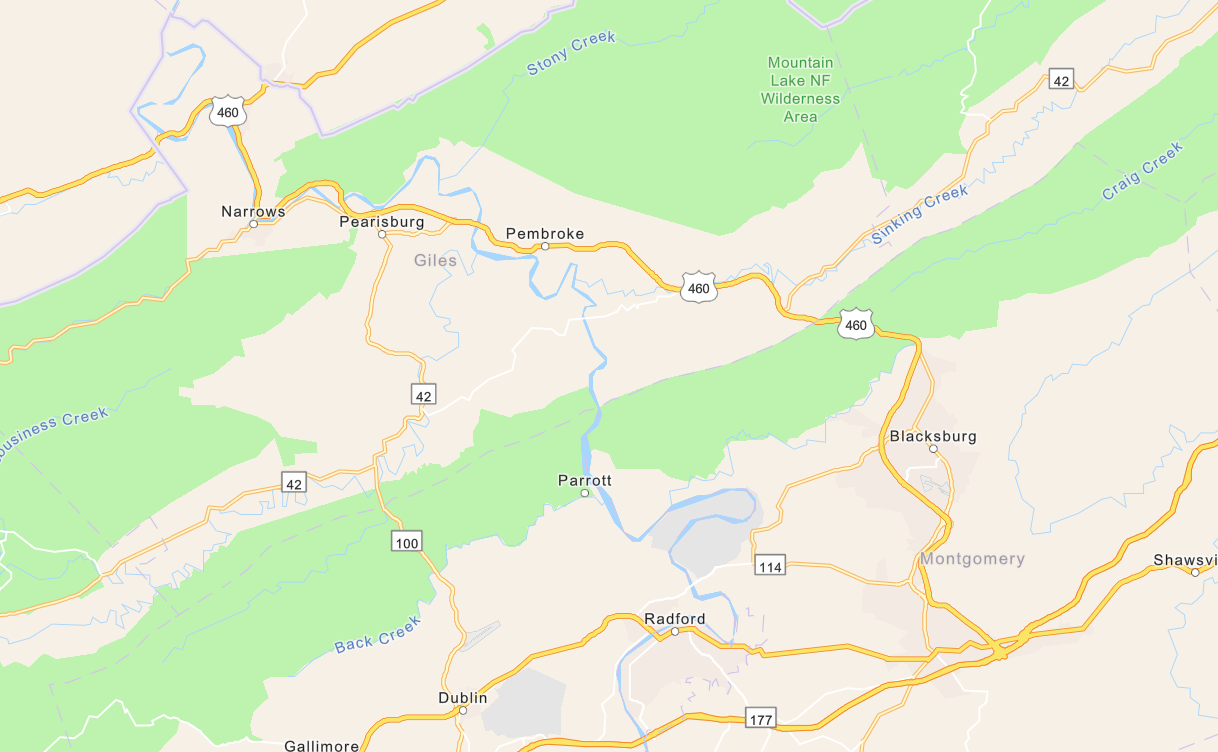 Stony Creek
Mountain
Lake NF
Wilderness
Area
42
460
Craig Creek
Narrows
Pearisburg
Sinking Creek
Pembroke
Giles
460
460
42
business Creek
Blacksburg
42
Parrott
100
114
Montgomery
Shawsvi
Radford
Back Creek
Dublin
177
Gallimore